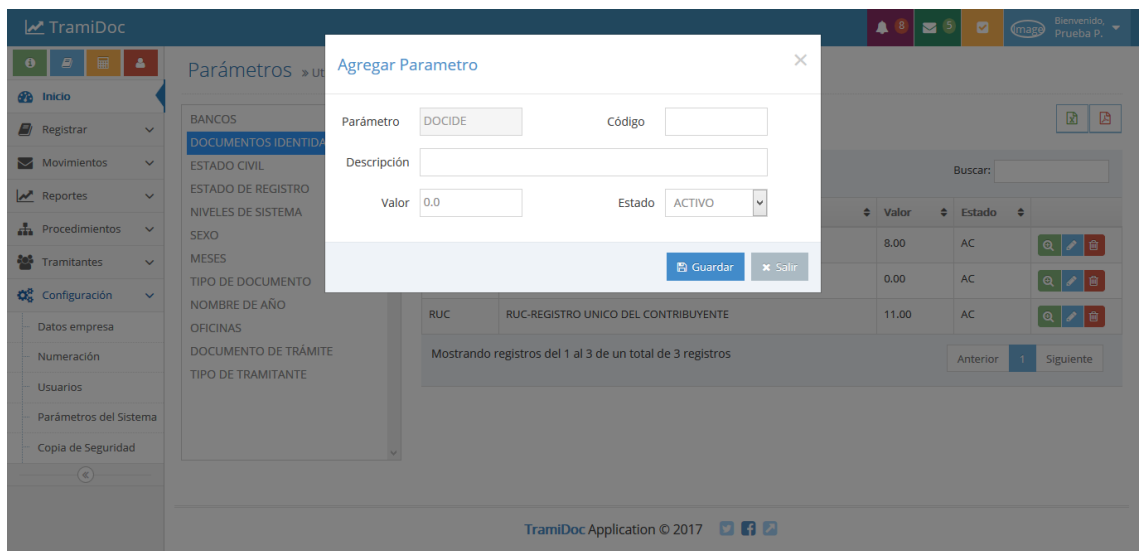 TramiDoc
8
5
image
Bienvenido,
Prueba P.
Inicio
Registrar
Movimientos
Reportes
Procedimientos
Tramitantes
Configuración
Datos empresa
Numeración
Usuarios
Parámetros del Sistema
Copia de Seguridad
Parámetros »
BANCOS
DOCUMENTOS
ESTADO CIVIL
ESTADO DE REGISTRO
NIVELES DE SISTEMA
SEXO
MESES
TIPO DE DOCUMENTO
NOMBRE DE AÑO
OFICINAS
DOCUMENTO DE TRÁMITE
TIPO DE TRAMITANTE
Agregar Parametro
Parámetro DOCIDE Código
Descripción
Valor 0.0 Estado ACTIVO
Guardar Salir
Buscar:
Valor Estado
8.00 AC
0.00 AC
RUC RUC-REGISTRO UNICO DEL CONTRIBUYENTE 11.00 AC
Mostrando registros del 1 al 3 de un total de 3 registros
Anterior 1 Siguiente
TramiDoc Application © 2017